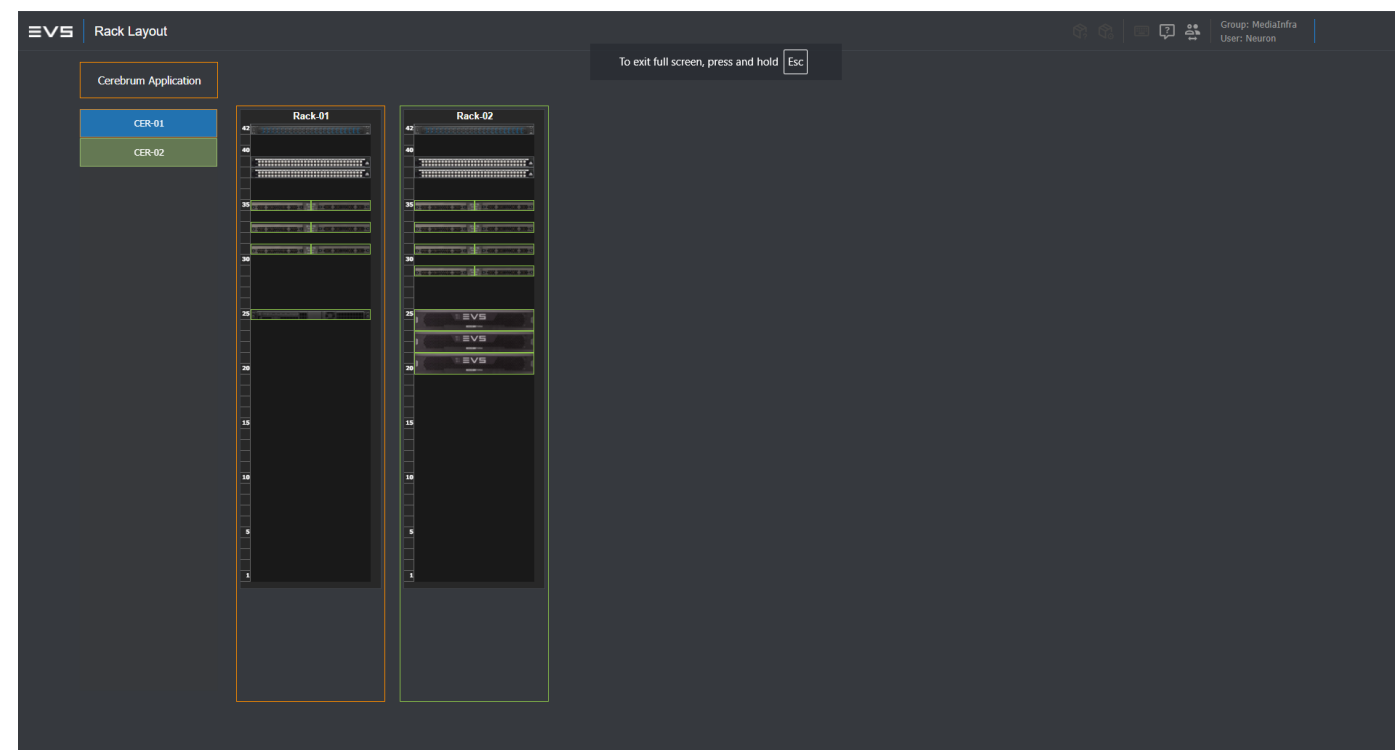 EVS
Rack Layout
Group: MediaInfra
User: Neuron
To exit full screen, press and hold Esc
Cerebrum Application
CER-01
CER-02
Rack-01
42
40
35
30
25
20
15
10
5
1
Rack-02
42
40
35
30
25
EVS
EVS
EVS
20
15
10
5
1